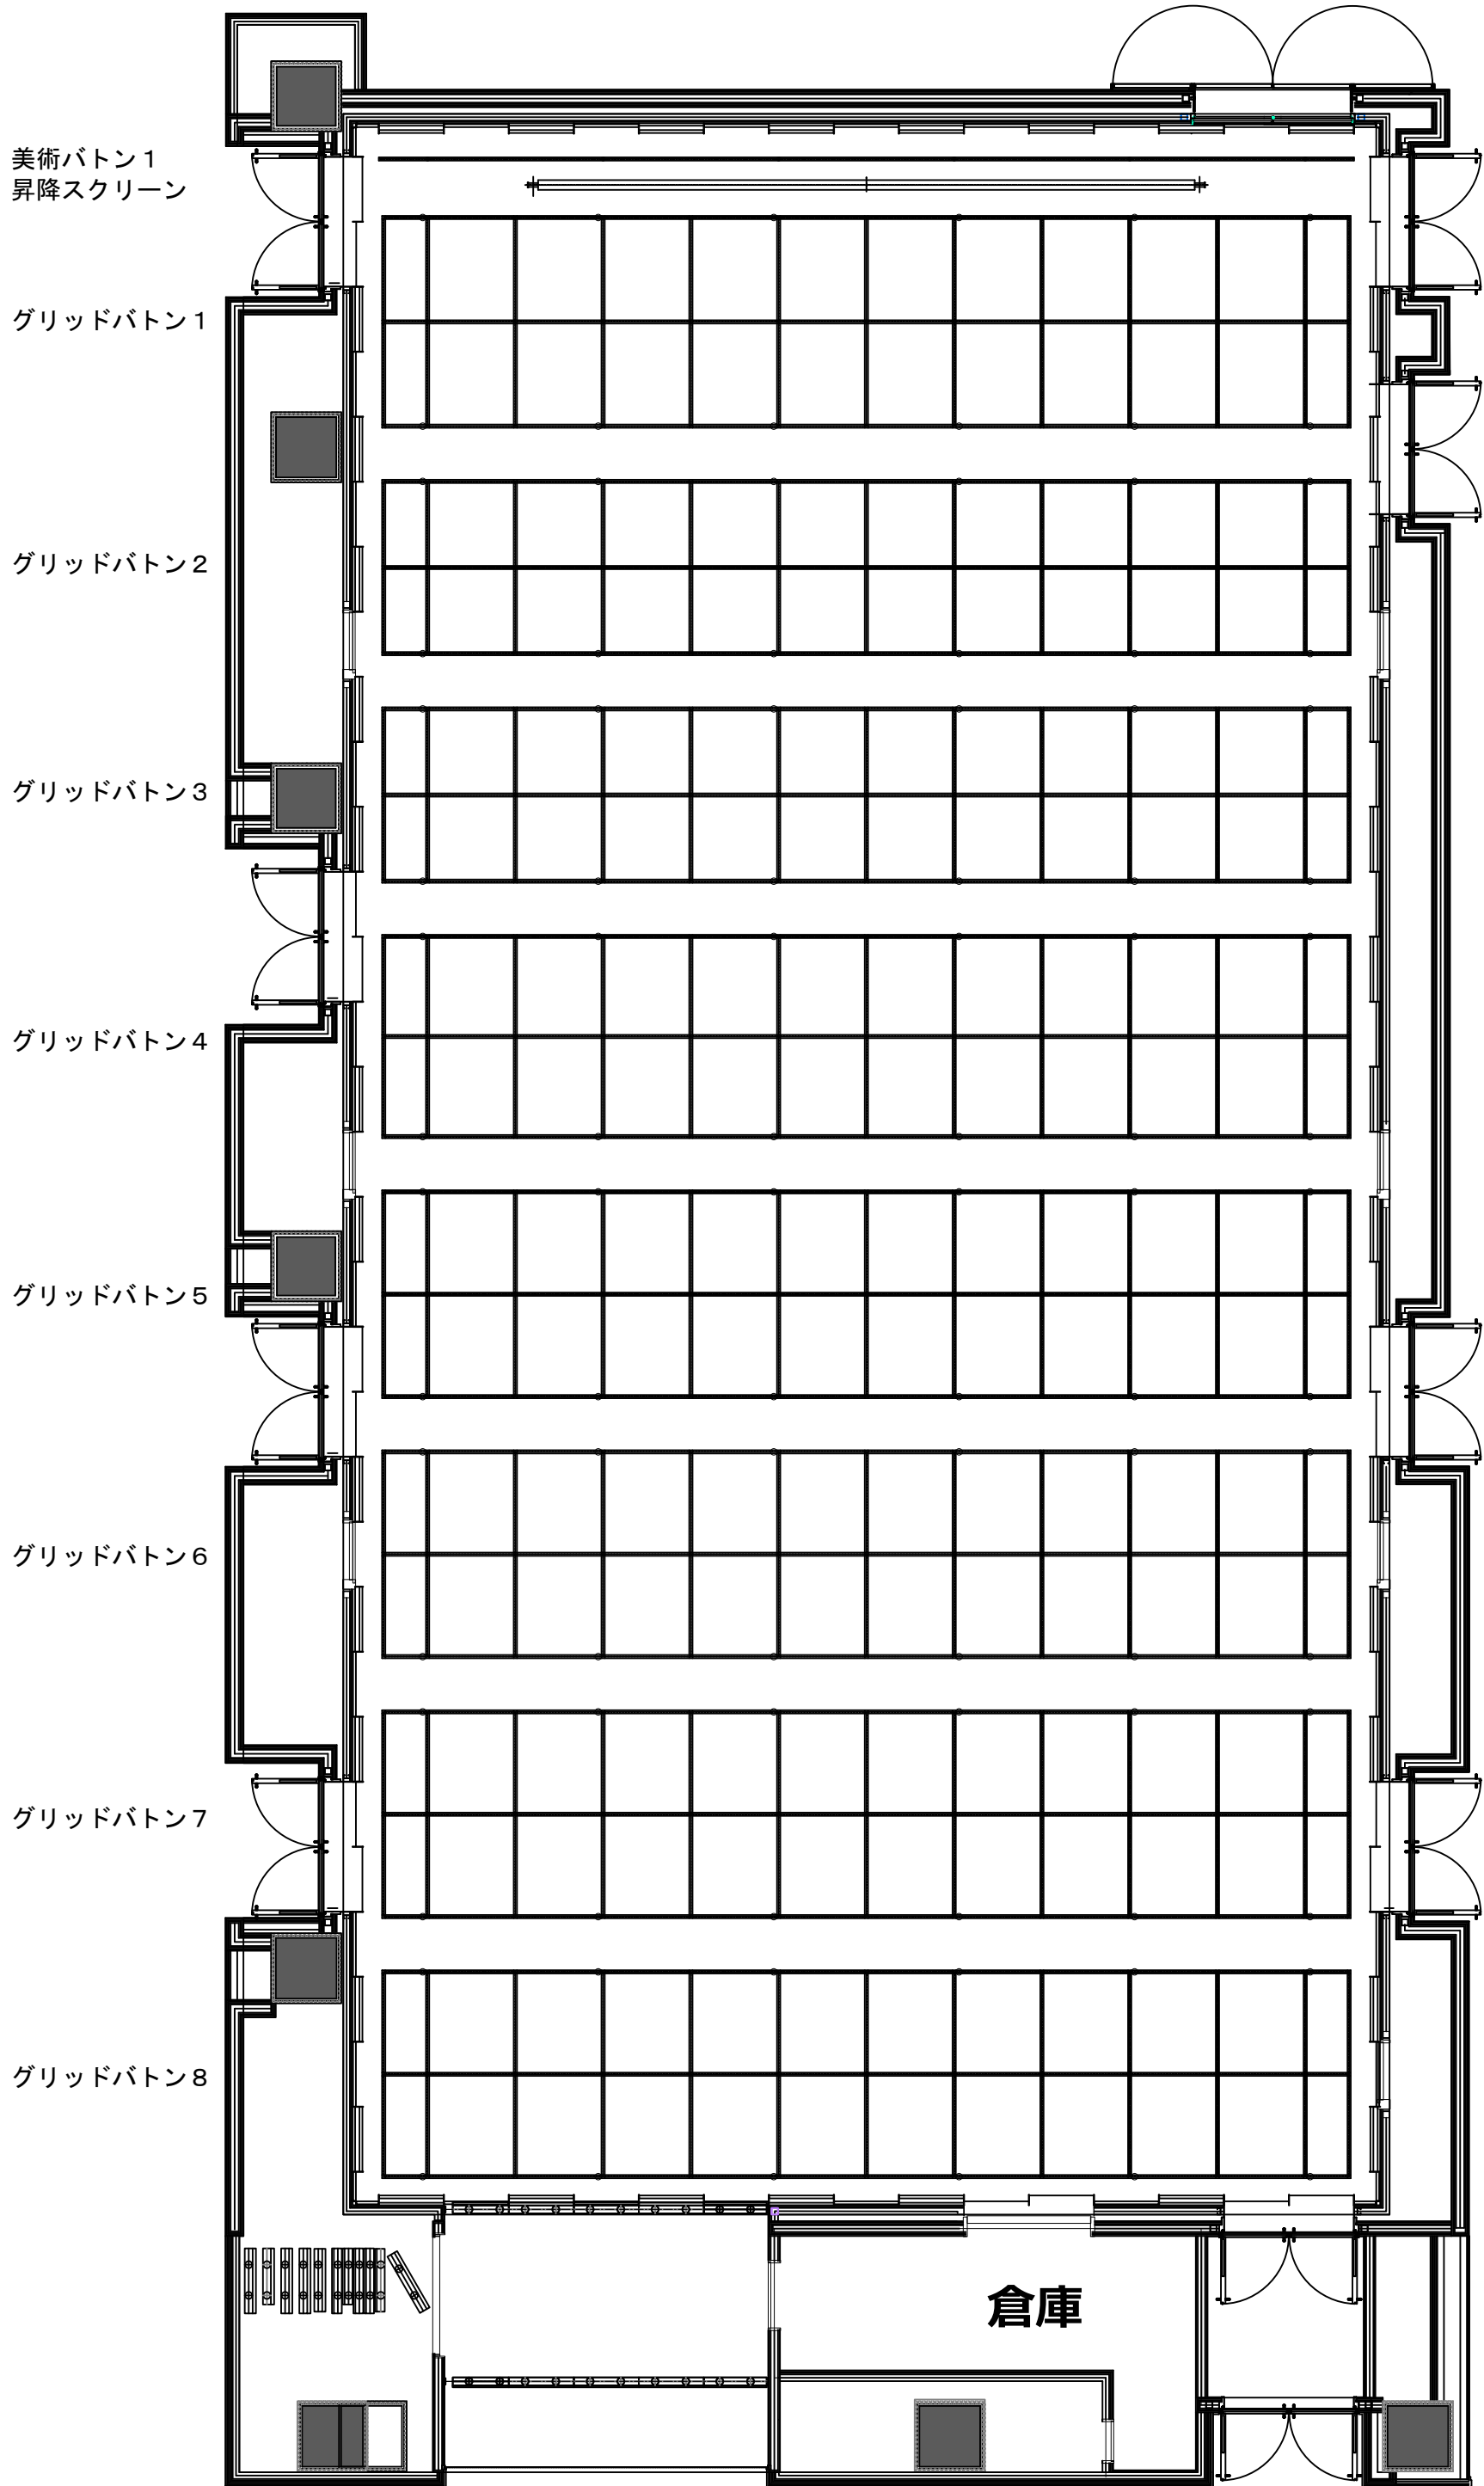 美術バトン１
昇降スクリーン
グリッドバトン１
グリッドバトン２
グリッドバトン３
グリッドバトン４
グリッドバトン５
グリッドバトン６
グリッドバトン７
グリッドバトン８
倉庫